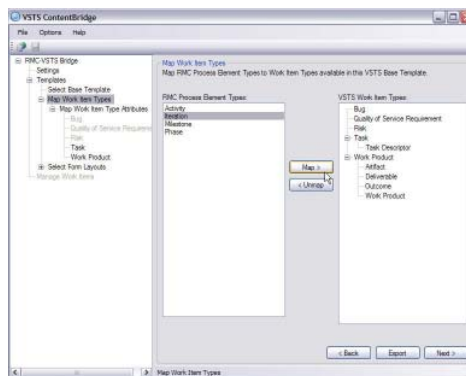 VSTS ContentBridge
File Options Help
RMC-VSTS Bridge
Settings
Templates
Select Base Template
Map Work Item Types
Map Work Item Type Attributes
Bug
Quality of Service Requirem
Risk
Task
Work Product
Select Form Layouts
Manage Work Items
Map Work Item Types
Map RMC Process Element Types to Work Item Types available in this VSTS Base Template.
RMC Process Element Types:
Activity
Iteration
Milestone
Phase
Map >
< Unmap
VSTS Work Item Types:
Bug
Quality of Service Requirement
Risk
Task
Task Descriptor
Work Product
Artifact
Deliverable
Outcome
Work Product
< Back Export Next >
Map Work Item Types